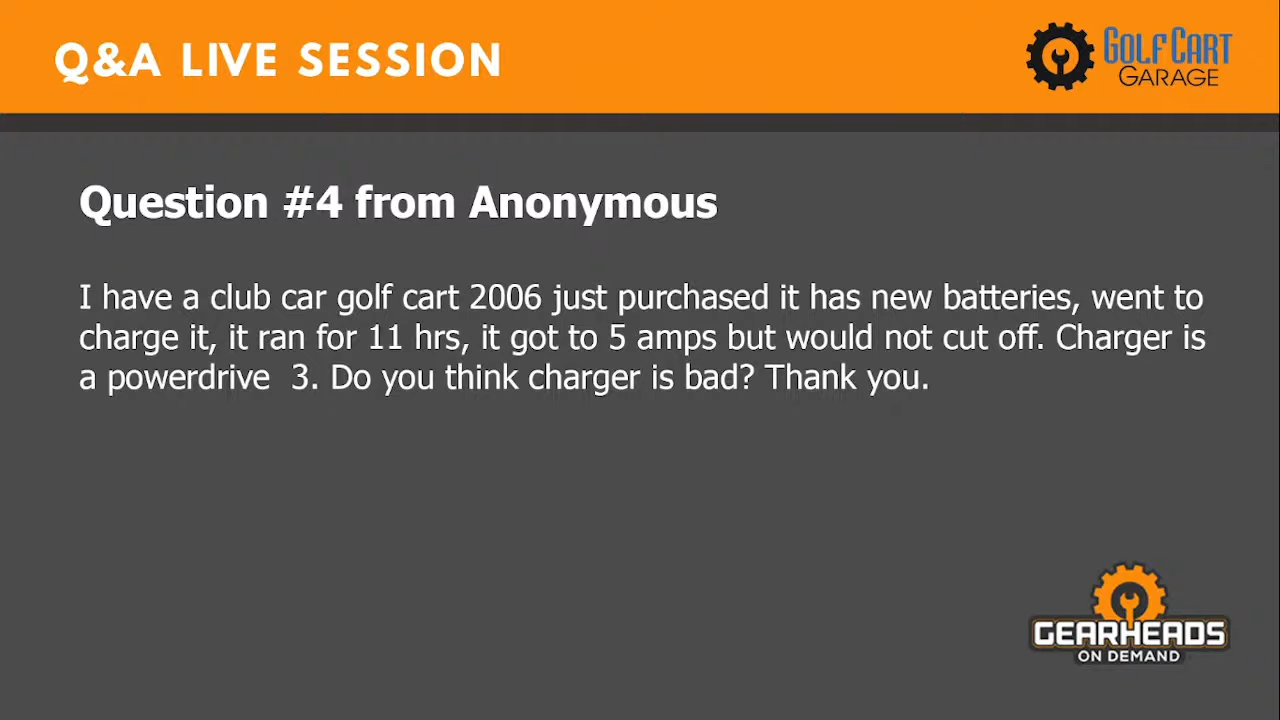 Q&A LIVE SESSION
GOLF CART
GARAGE
Question #4 from Anonymous
I have a club car golf cart 2006 just purchased it has new batteries, went to
charge it, it ran for 11 hrs, it got to 5 amps but would not cut off. Charger is
a powerdrive  3. Do you think charger is bad? Thank you.
GEARHEADS
ON DEMAND